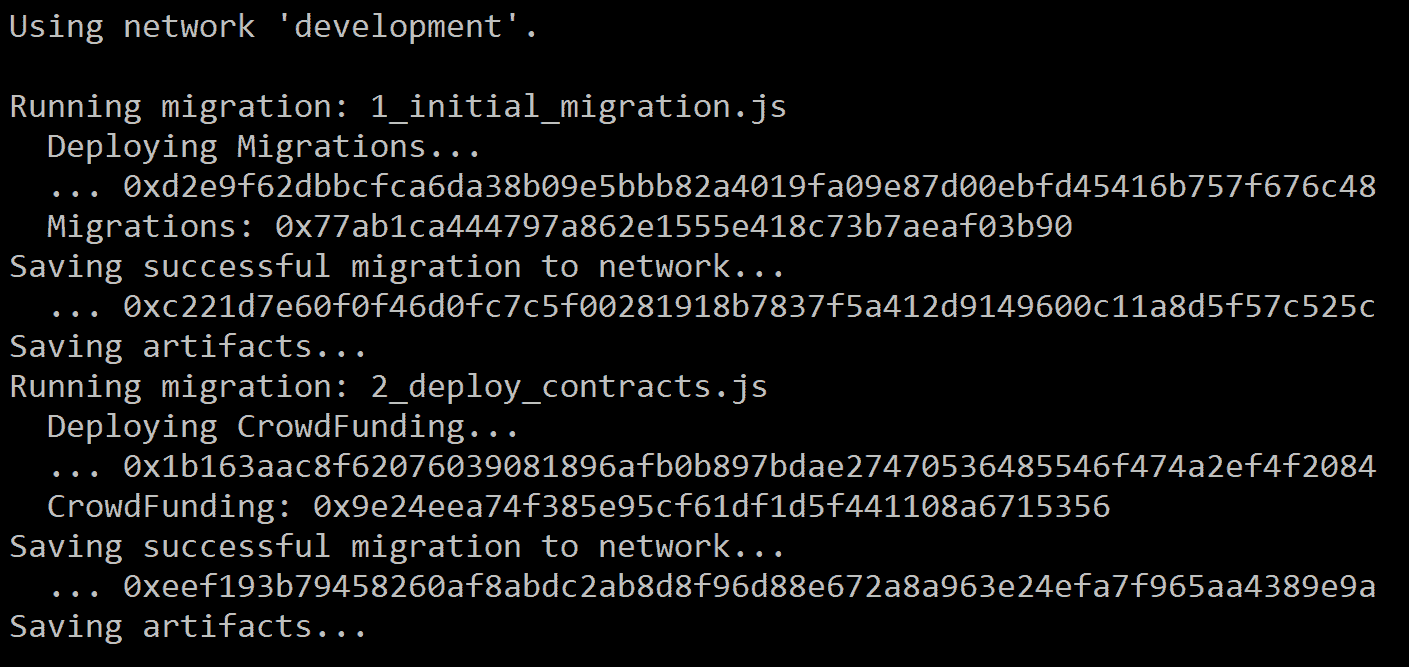 Using network 'development'.
Running migration: 1_initial_migration.js
Deploying Migrations...
... 0xd2e9f62dbbcfca6da38b09e5bbb82a4019fa09e87d00ebfd45416b757f676c48
Migrations: 0x77ab1ca444797a862e1555e418c73b7aeaf03b90
Saving successful migration to network...
... 0xc221d7e60f0f46d0fc7c5f00281918b7837f5a412d9149600c11a8d5f57c525c
Saving artifacts...
Running migration: 2_deploy_contracts.js
Deploying CrowdFunding...
... 0x1b163aac8f62076039081896afb0b897bdae27470536485546f474a2ef4f2084
CrowdFunding: 0x9e24eea74f385e95cf61df1d5f441108a6715356
Saving successful migration to network...
... 0xeef193b79458260af8abdc2ab8d8f96d88e672a8a963e24efa7f965aa4389e9a
Saving artifacts...